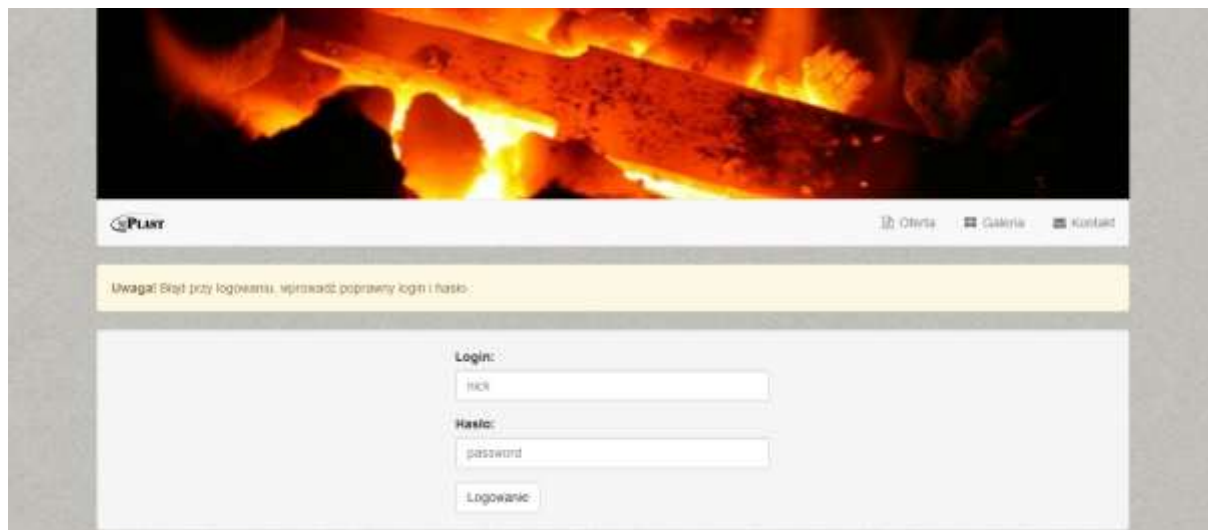 PLAST
Oferta Galeria Kontakt
Uwaga! Błąd przy logowaniu, wprowadź poprawny login i hasło
Login:
nick
Hasło:
password
Logowanie